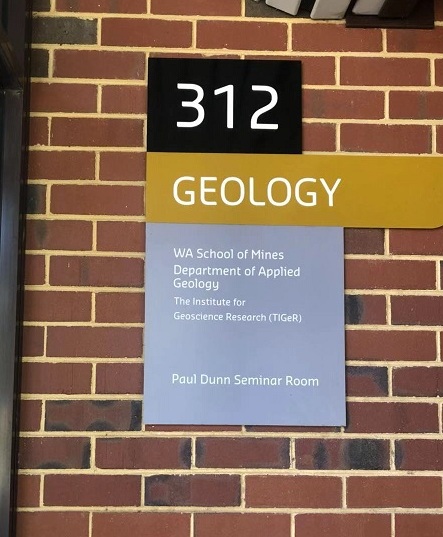 312
GEOLOGY
WA School of Mines
Department of Applied
Geology
The Institute for
Geoscience Research (TIGeR)
Paul Dunn Seminar Room